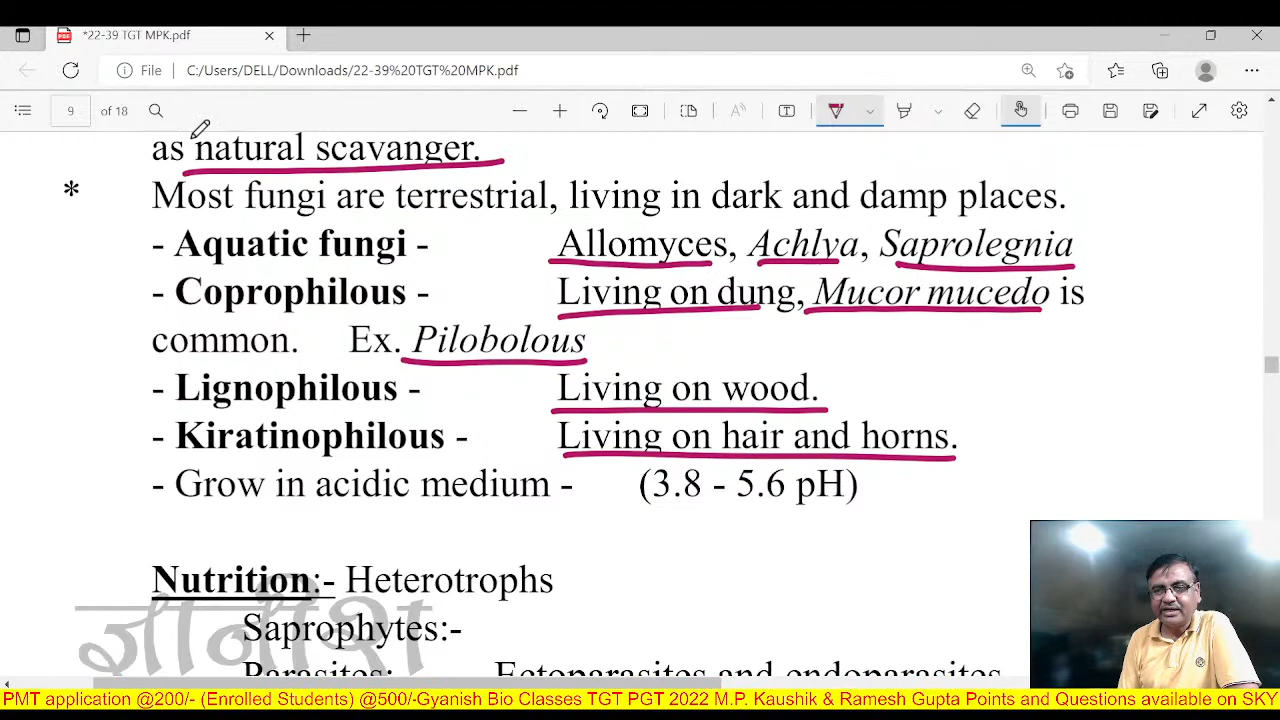 *22-39 TGT MPK.pdf
File C:/Users/DELL/Downloads/22-39%20TGT%20MPK.pdf
9 of 18
as natural scavanger.
* Most fungi are terrestrial, living in dark and damp places.
- Aquatic fungi - Allomyces, Achlya, Saprolegnia
- Coprophilous - Living on dung, Mucor mucedo is
common. Ex. Pilobolous
- Lignophilous - Living on wood.
- Kiratinophilous - Living on hair and horns.
- Grow in acidic medium - (3.8 - 5.6 pH)
Nutrition:- Heterotrophs
ज्ञानीश
Saprophytes:-
Parasites: Ectoparasites and endoparasites
PMT application @200/- (Enrolled Students) @500/-Gyanish Bio Classes TGT PGT 2022 M.P. Kaushik & Ramesh Gupta Points and Questions available on SKY